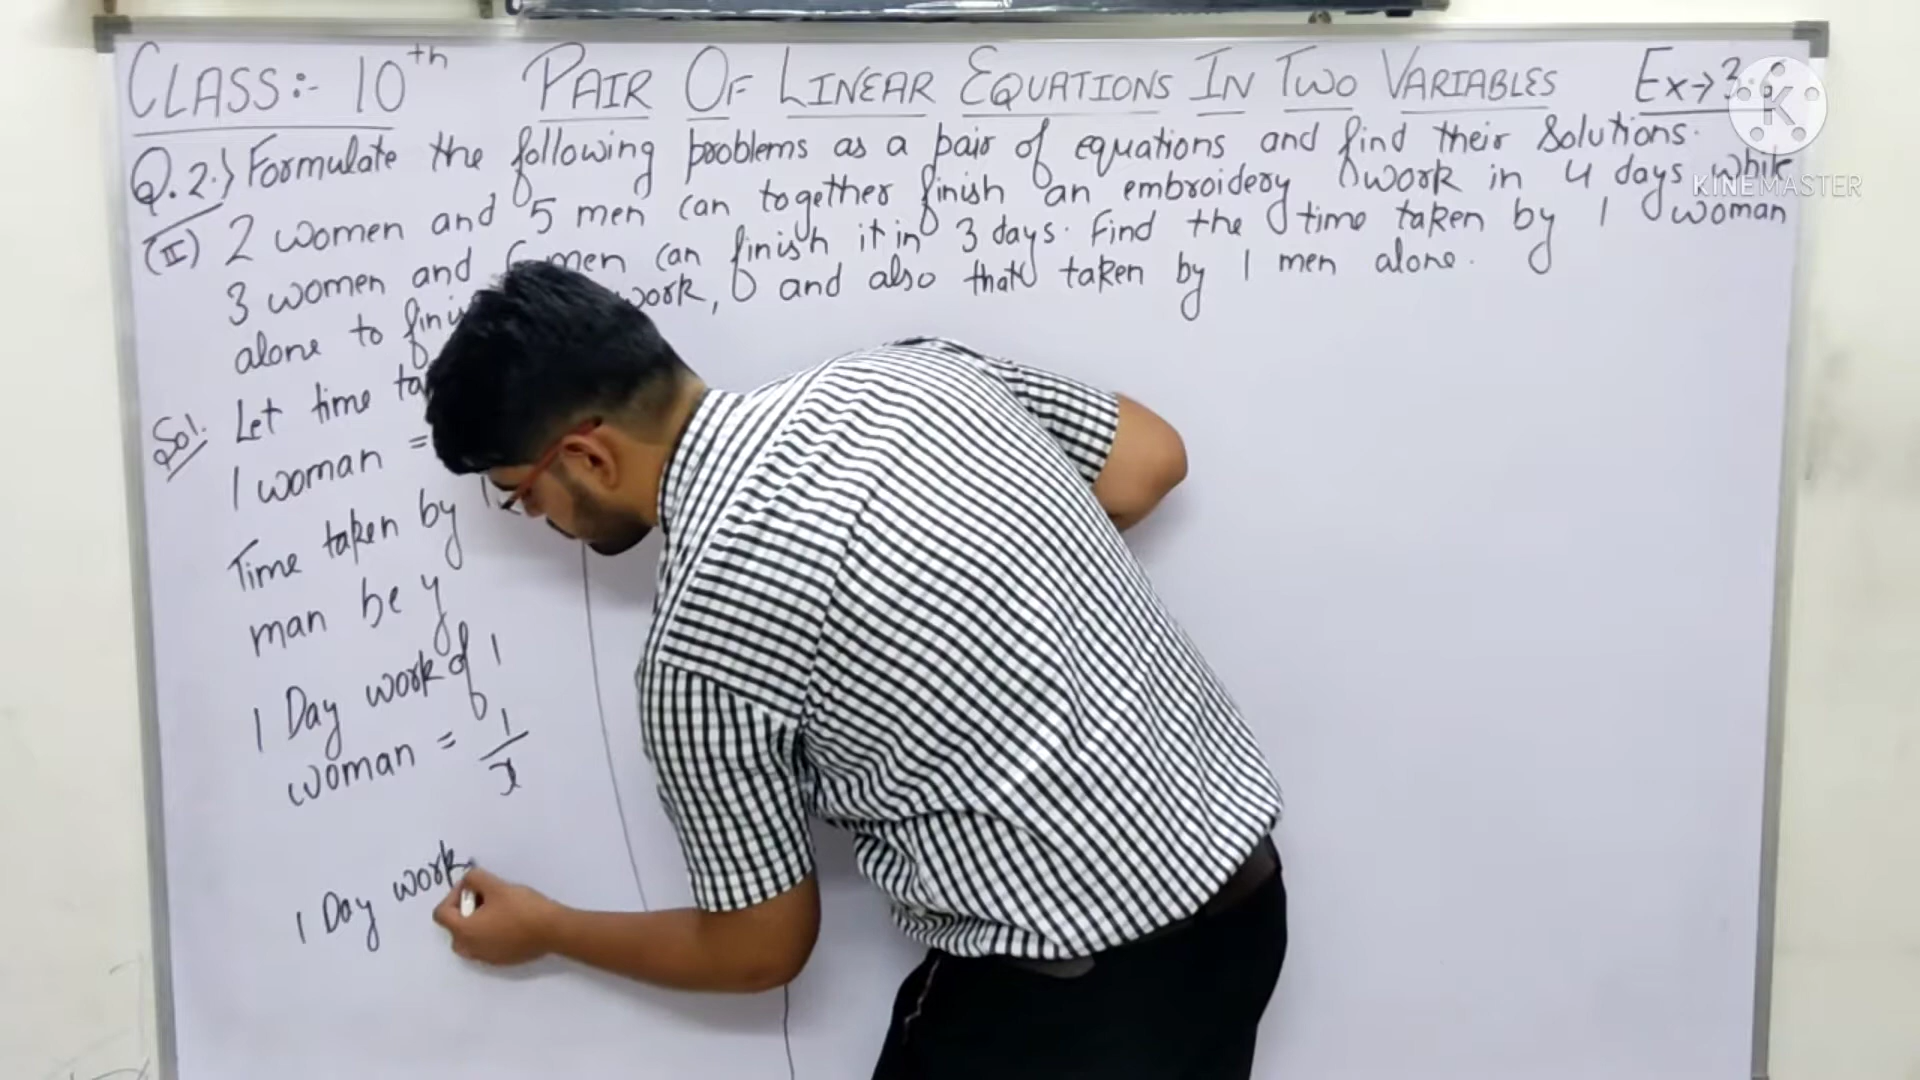 CLASS:- 10th PAIR OF LINEAR EQUATIONS IN TWO VARIABLES Ex→3.6
Q.2.) Formulate the following problems as a pair of equations and find their Solutions.
(II) 2 women and 5 men can together finish an embroidery work in 4 days while
3 women and 6 men can finish it in 3 days. Find the time taken by 1 woman
alone to work, and also that taken by 1 men alone.
Sol. Let time
1 woman =
Time taken by 1
man be y
1 Day work of 1
woman = 1/x
1 Day work
K
KINEMASTER